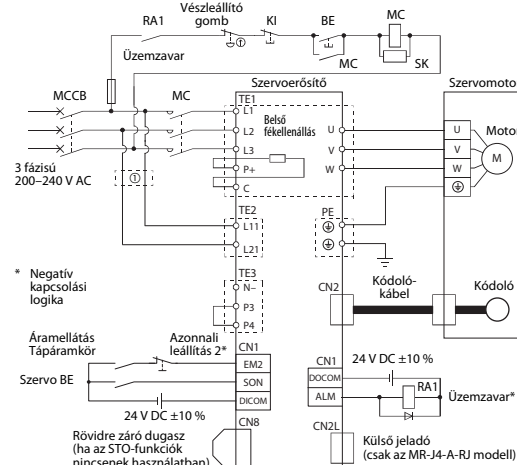 Vészleállító
gomb
RA1
KI
BE
MC
①
MC
SK
Üzemzavar
MCCB
MC
Szervoerősítő
Szervomoto
TE1
L1
L2
L3
P+
C
Belső
fékellenállás
U
V
W
U
V
W
Motor
M
3 fázisú
200–240 V AC
①
TE2
L11
L21
PE
* Negatív
kapcsolási
logika
TE3
N−
P3
P4
CN2
Kódoló-
kábel
Kódoló
Áramellátás
Tápáramkör
Azonnali
leállítás 2*
CN1
EM2
SON
DICOM
Szervo BE
24 V DC ±10 %
CN1
DOCOM
ALM
24 V DC ±10 %
RA1
Üzemzavar*
CN8
Rövidre záró dugasz
(ha az STO-funkciók
nincsenek használatban)
CN2L
Külső jeladó
(csak az MR-J4-A-RJ modell)